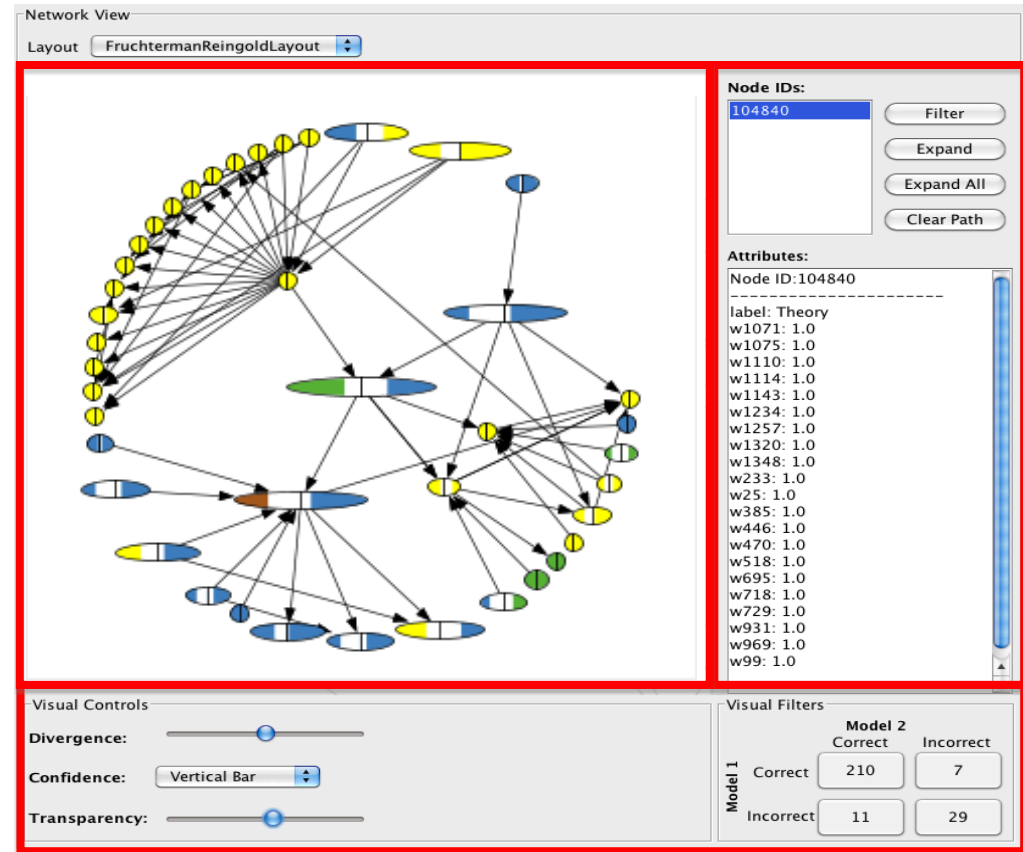 Network View
Layout FruchtermanReingoldLayout
Node IDs:
104840
Filter
Expand
Expand All
Clear Path
Attributes:
Node ID:104840
-----------------------
label: Theory
w1071: 1.0
w1075: 1.0
w1110: 1.0
w1114: 1.0
w1143: 1.0
w1234: 1.0
w1257: 1.0
w1320: 1.0
w1348: 1.0
w233: 1.0
w25: 1.0
w385: 1.0
w446: 1.0
w470: 1.0
w518: 1.0
w695: 1.0
w718: 1.0
w729: 1.0
w931: 1.0
w969: 1.0
w99: 1.0
Visual Controls
Divergence:
Confidence: Vertical Bar
Transparency:
Visual Filters
Model 2
Correct Incorrect
Model 1
Correct 210 7
Incorrect 11 29